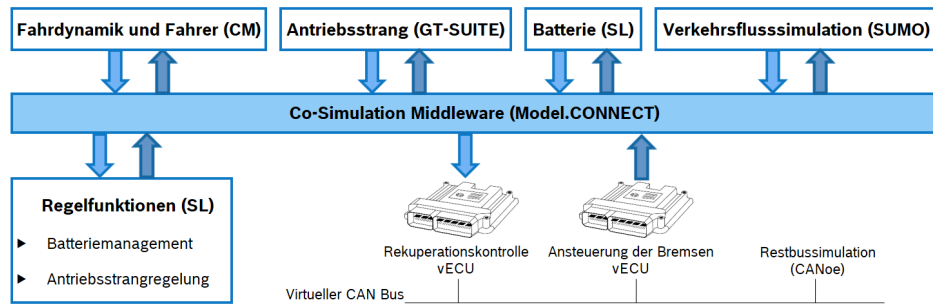 Fahrdynamik und Fahrer (CM)
Antriebsstrang (GT-SUITE)
Batterie (SL)
Verkehrsflusssimulation (SUMO)
Co-Simulation Middleware (Model.CONNECT)
Regelfunktionen (SL)
Batteriemanagement
Antriebsstrangregelung
Rekuperationskontrolle
vECU
Ansteuerung der Bremsen
vECU
Restbussimulation
(CANoe)
Virtueller CAN Bus